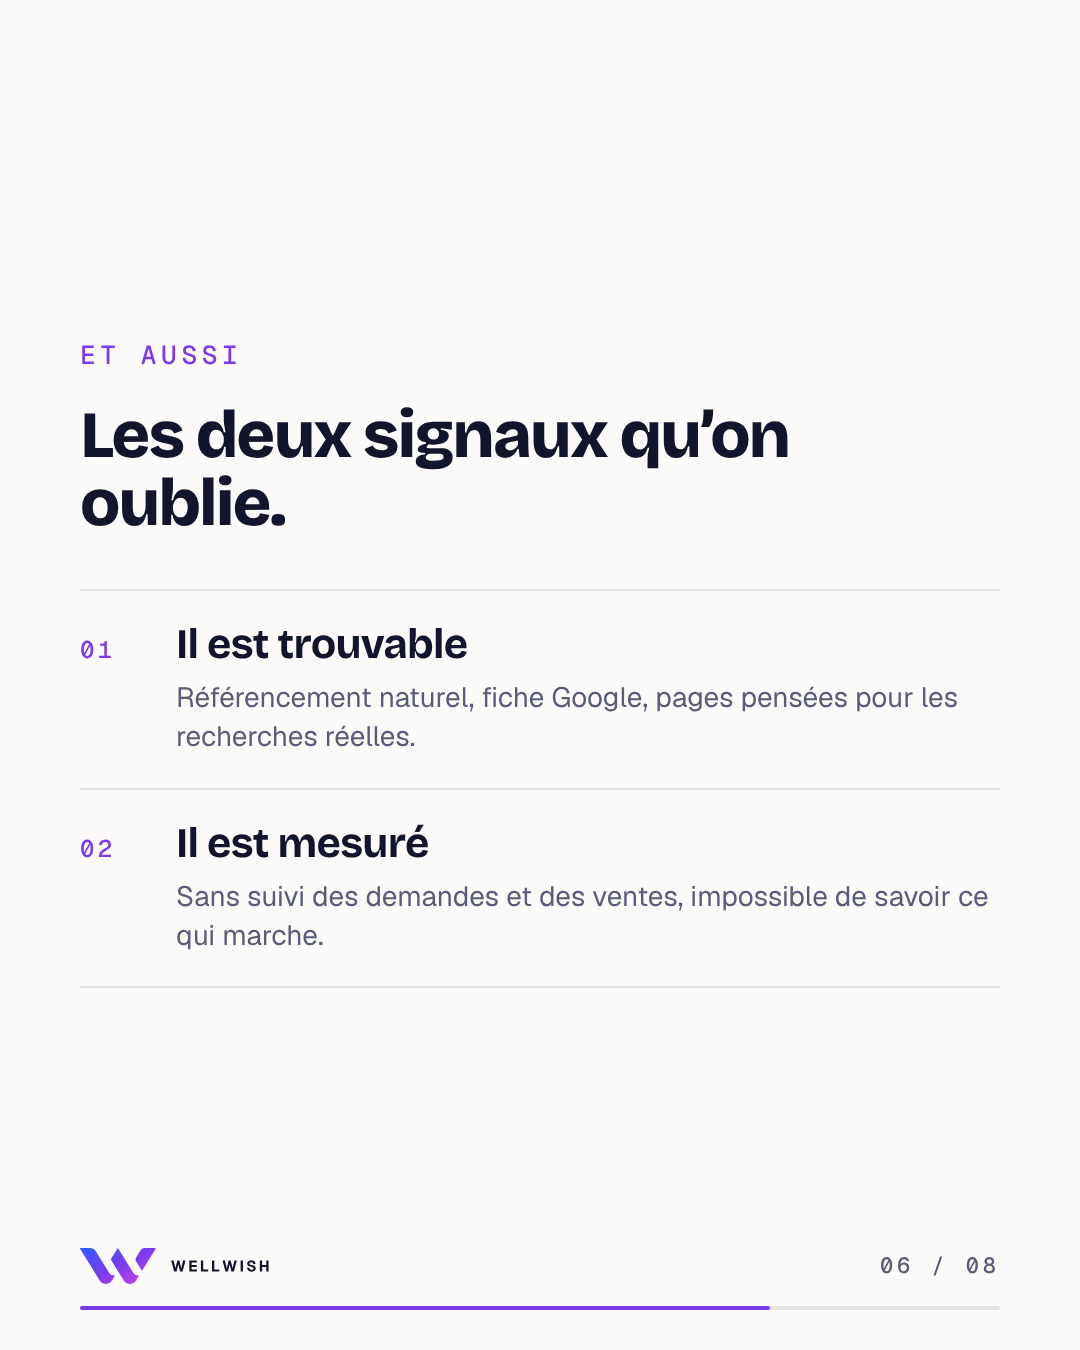 ET AUSSI
Les deux signaux qu’on
oublie.
01
Il est trouvable
Référencement naturel, fiche Google, pages pensées pour les
recherches réelles.
02
Il est mesuré
Sans suivi des demandes et des ventes, impossible de savoir ce
qui marche.
WELLWISH
06 / 08